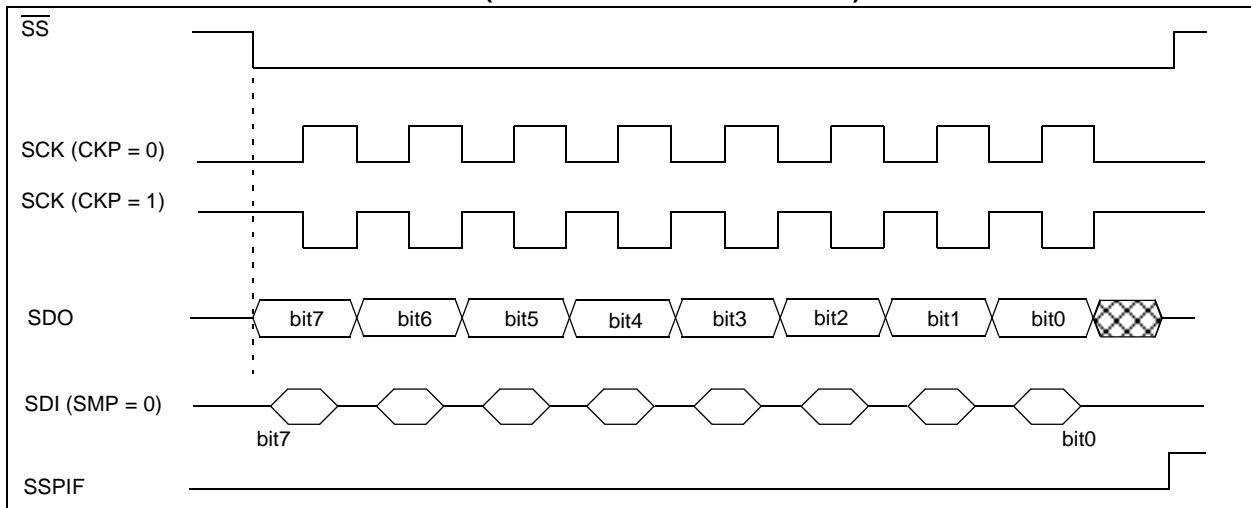 SS
SCK (CKP = 0)
SCK (CKP = 1)
SDO
bit7 bit6 bit5 bit4 bit3 bit2 bit1 bit0
SDI (SMP = 0)
bit7 bit0
SSPIF